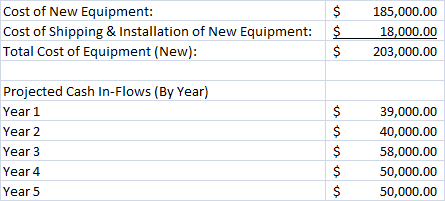 Cost of New Equipment: $ 185,000.00
Cost of Shipping & Installation of New Equipment: $ 18,000.00
Total Cost of Equipment (New): $ 203,000.00
Projected Cash In-Flows (By Year)
Year 1 $ 39,000.00
Year 2 $ 40,000.00
Year 3 $ 58,000.00
Year 4 $ 50,000.00
Year 5 $ 50,000.00